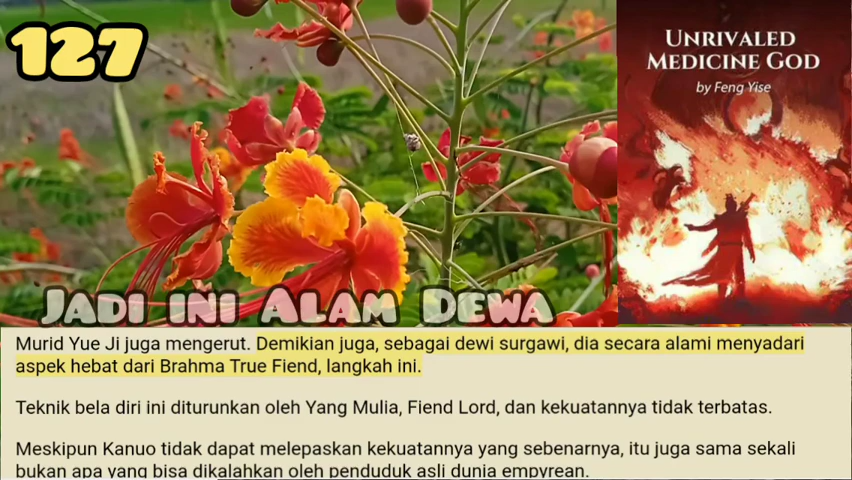 127
UNRIVALED
MEDICINE GOD
by Feng Yise
JADI INI ALAM DEWA
Murid Yue Ji juga mengerut. Demikian juga, sebagai dewi surgawi, dia secara alami menyadari
aspek hebat dari Brahma True Fiend, langkah ini.
Teknik bela diri ini diturunkan oleh Yang Mulia, Fiend Lord, dan kekuatannya tidak terbatas.
Meskipun Kanuo tidak dapat melepaskan kekuatannya yang sebenarnya, itu juga sama sekali
bukan apa yang bisa dikalahkan oleh penduduk asli dunia empyrean.